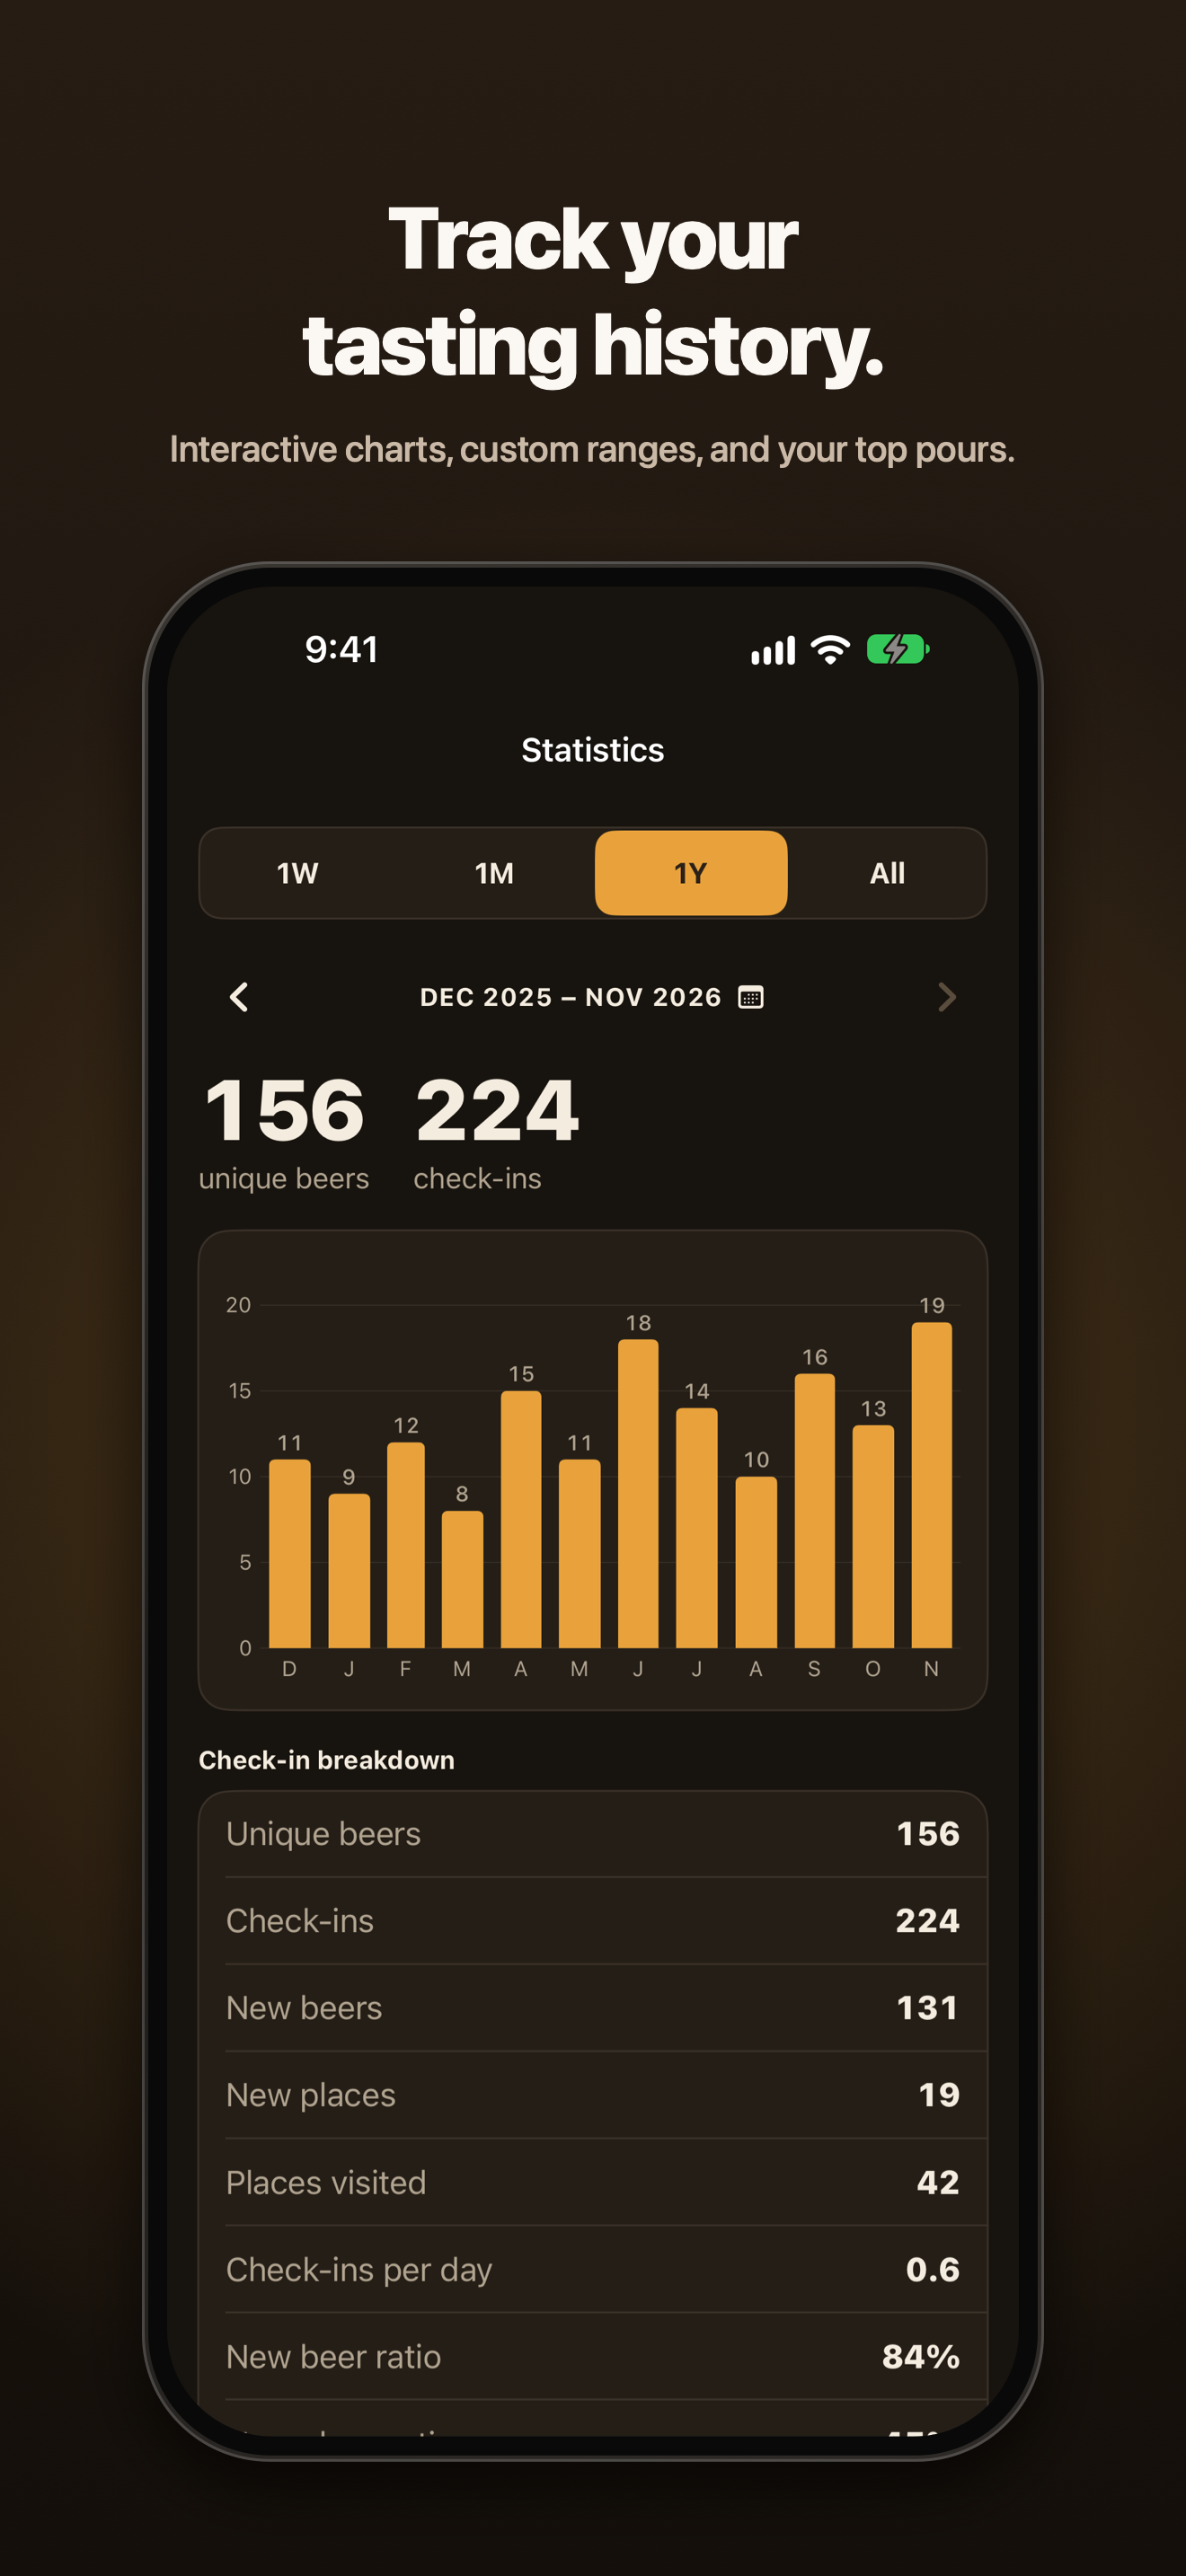 Track your
tasting history.
Interactive charts, custom ranges, and your top pours.
9:41
Statistics
1W 1M 1Y All
DEC 2025 – NOV 2026
156 224
unique beers check-ins
20
15
10
5
0
11 9 12 8 15 11 18 14 10 16 13 19
D J F M A M J J A S O N
Check-in breakdown
Unique beers 156
Check-ins 224
New beers 131
New places 19
Places visited 42
Check-ins per day 0.6
New beer ratio 84%